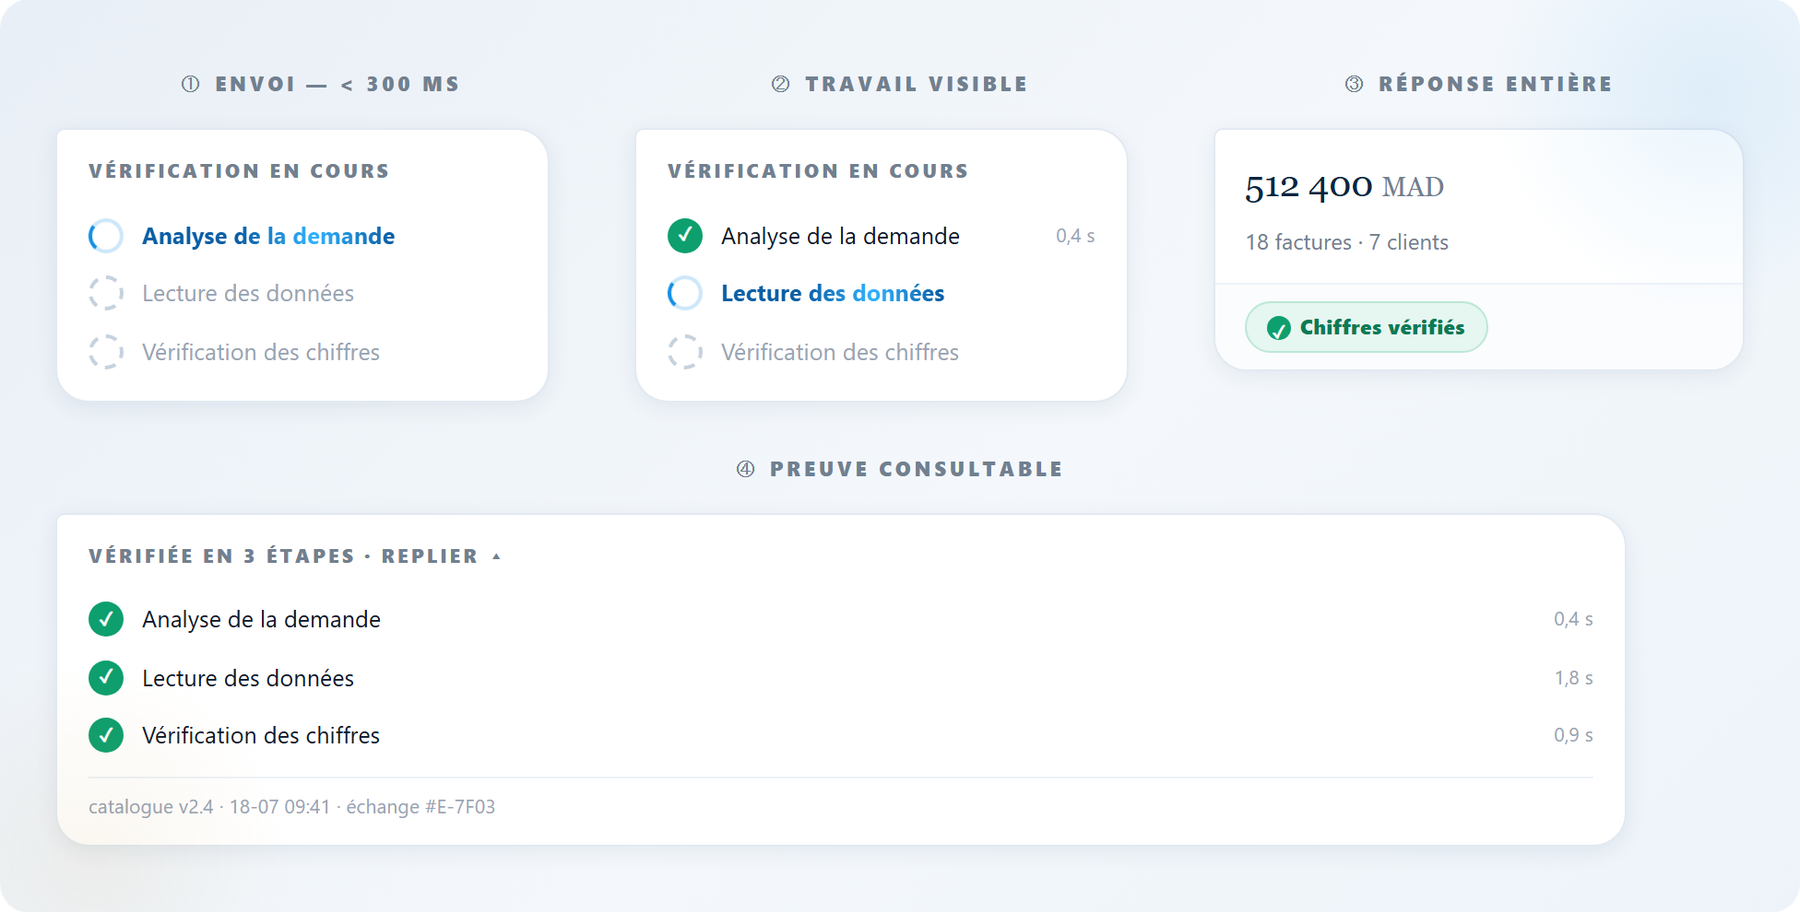 ① ENVOI — < 300 MS
VÉRIFICATION EN COURS
Analyse de la demande
Lecture des données
Vérification des chiffres
② TRAVAIL VISIBLE
VÉRIFICATION EN COURS
Analyse de la demande 0,4 s
Lecture des données
Vérification des chiffres
③ RÉPONSE ENTIÈRE
512 400 MAD
18 factures · 7 clients
Chiffres vérifiés
④ PREUVE CONSULTABLE
VÉRIFIÉE EN 3 ÉTAPES · REPLIER ▲
Analyse de la demande 0,4 s
Lecture des données 1,8 s
Vérification des chiffres 0,9 s
catalogue v2.4 · 18-07 09:41 · échange #E-7F03